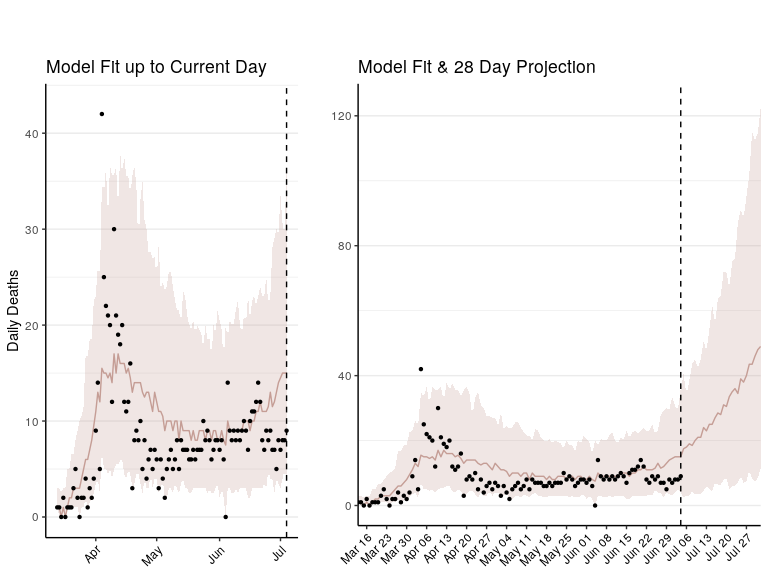 Model Fit up to Current Day
Daily Deaths
40
30
20
10
0
Apr
May
Jun
Jul
Model Fit & 28 Day Projection
120
80
40
0
Mar 16
Mar 23
Mar 30
Apr 06
Apr 13
Apr 20
Apr 27
May 04
May 11
May 18
May 25
Jun 01
Jun 08
Jun 15
Jun 22
Jun 29
Jul 06
Jul 13
Jul 20
Jul 27